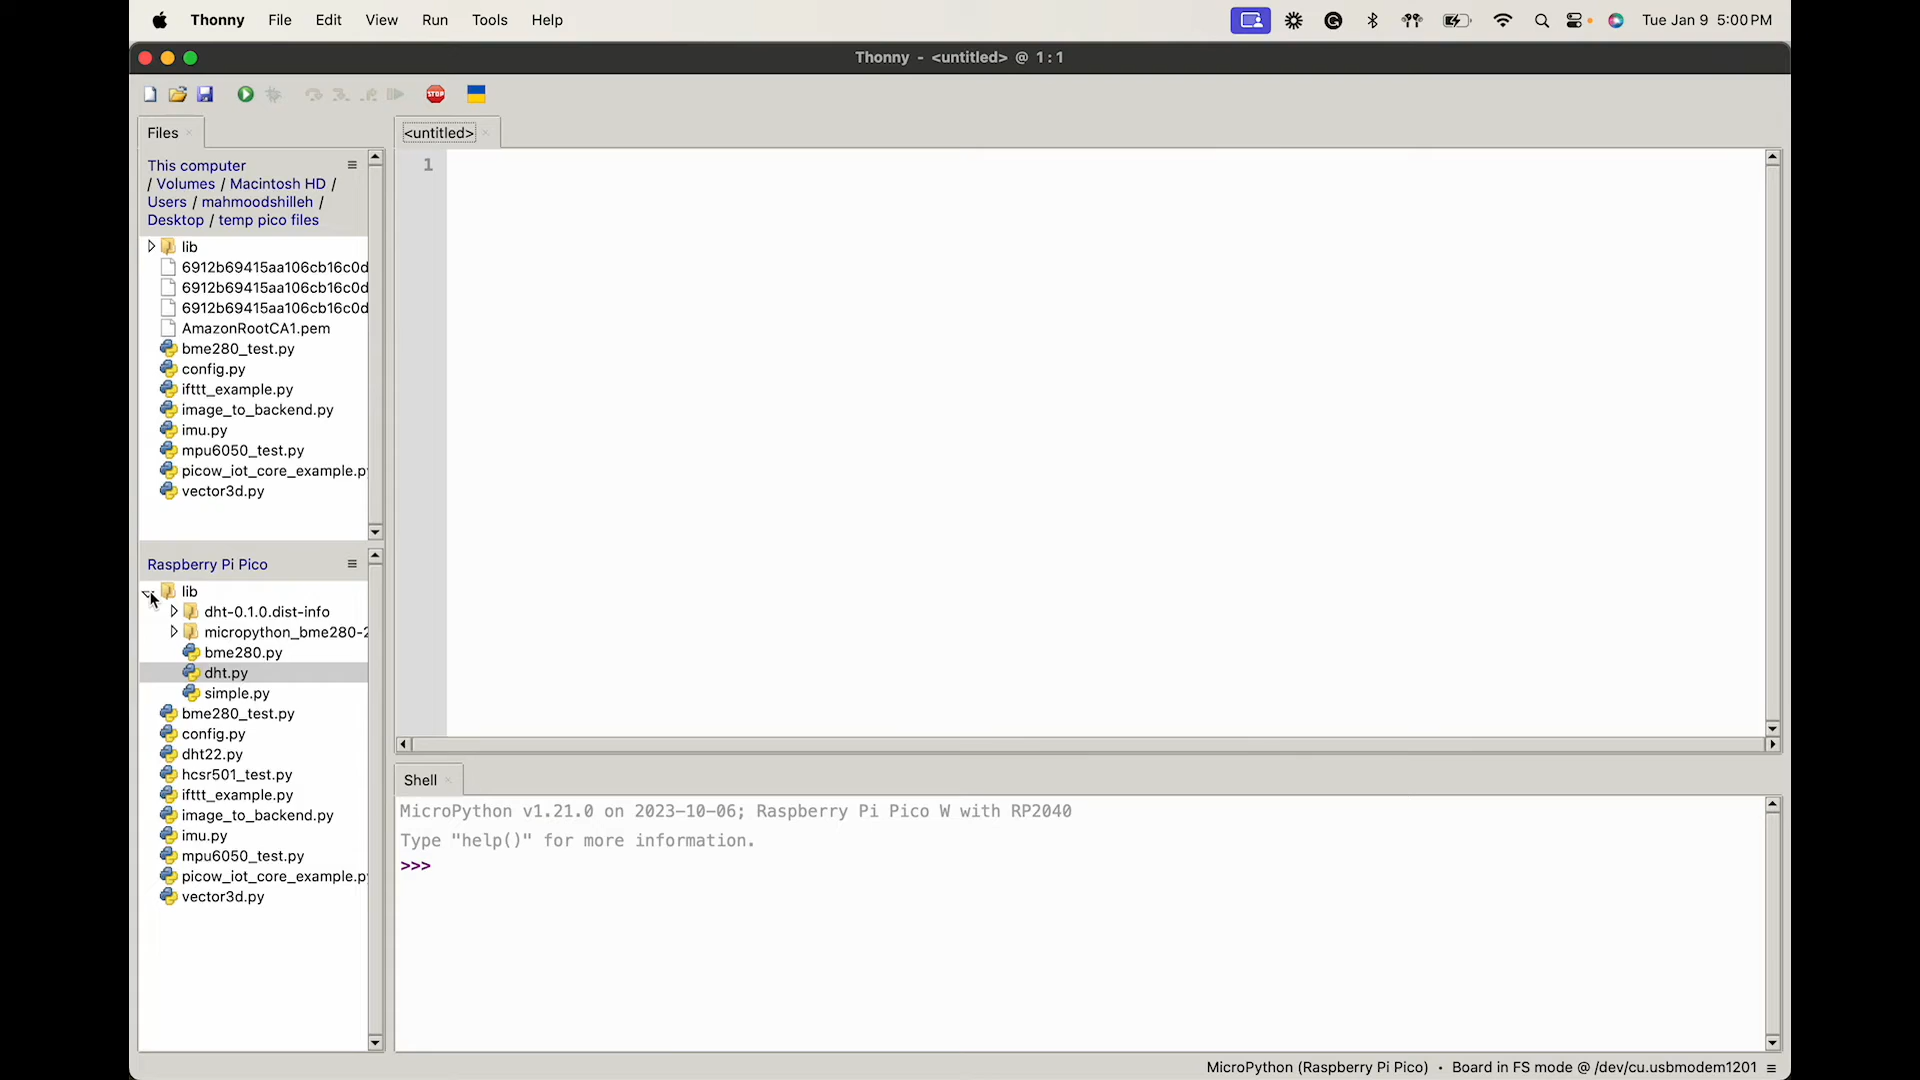 Thonny File Edit View Run Tools Help
Tue Jan 9 5:00 PM
Thonny - <untitled> @ 1 : 1
STOP
Files
This computer
/ Volumes / Macintosh HD /
Users / mahmoodshilleh /
Desktop / temp pico files
lib
6912b69415aa106cb16c0d
6912b69415aa106cb16c0d
6912b69415aa106cb16c0d
AmazonRootCA1.pem
bme280_test.py
config.py
ifttt_example.py
image_to_backend.py
imu.py
mpu6050_test.py
picow_iot_core_example.py
vector3d.py
Raspberry Pi Pico
lib
dht-0.1.0.dist-info
micropython_bme280-2
bme280.py
dht.py
simple.py
bme280_test.py
config.py
dht22.py
hcsr501_test.py
ifttt_example.py
image_to_backend.py
imu.py
mpu6050_test.py
picow_iot_core_example.py
vector3d.py
<untitled>
1
Shell
MicroPython v1.21.0 on 2023-10-06; Raspberry Pi Pico W with RP2040
Type "help()" for more information.
>>>
MicroPython (Raspberry Pi Pico) • Board in FS mode @ /dev/cu.usbmodem1201